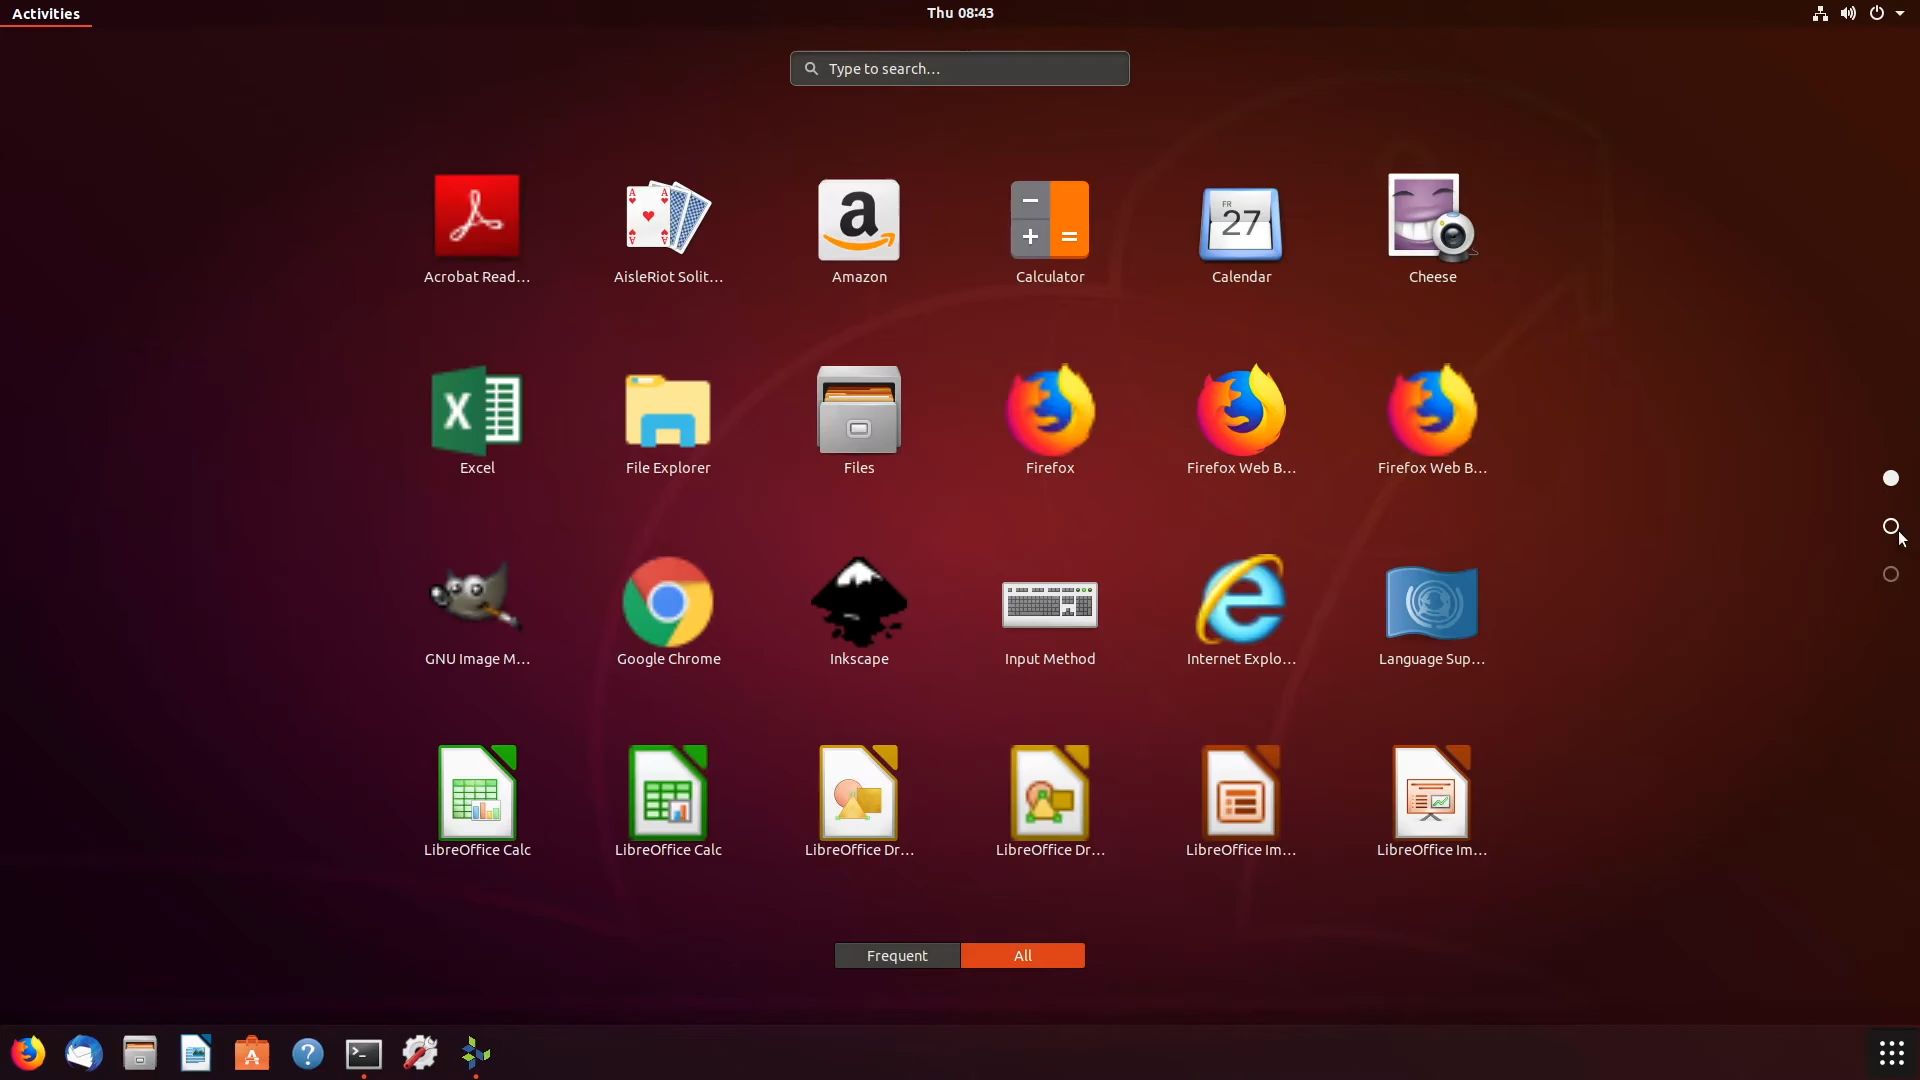 Activities
Thu 08:43
Type to search…
Acrobat Read…
AisleRiot Solit…
Amazon
Calculator
FR
27
Calendar
Cheese
Excel
File Explorer
Files
Firefox
Firefox Web B…
Firefox Web B…
GNU Image M…
Google Chrome
Inkscape
Input Method
Internet Explo…
Language Sup…
LibreOffice Calc
LibreOffice Calc
LibreOffice Dr…
LibreOffice Dr…
LibreOffice Im…
LibreOffice Im…
Frequent
All